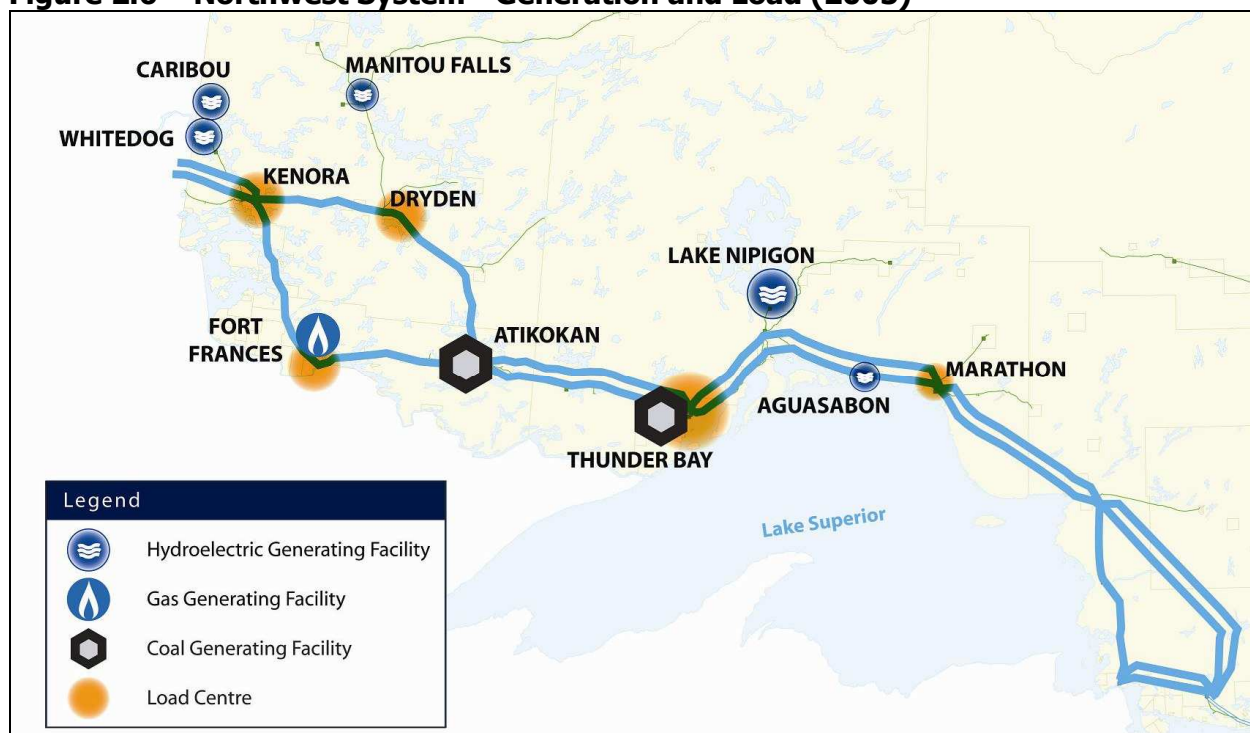 Figure Northwest System - Generation and Load
CARIBOU
MANITOU FALLS
WHITEDOG
KENORA
DRYDEN
LAKE NIPIGON
FORT
FRANCES
ATIKOKAN
MARATHON
AGUASABON
THUNDER BAY
Lake Superior
Legend
Hydroelectric Generating Facility
Gas Generating Facility
Coal Generating Facility
Load Centre